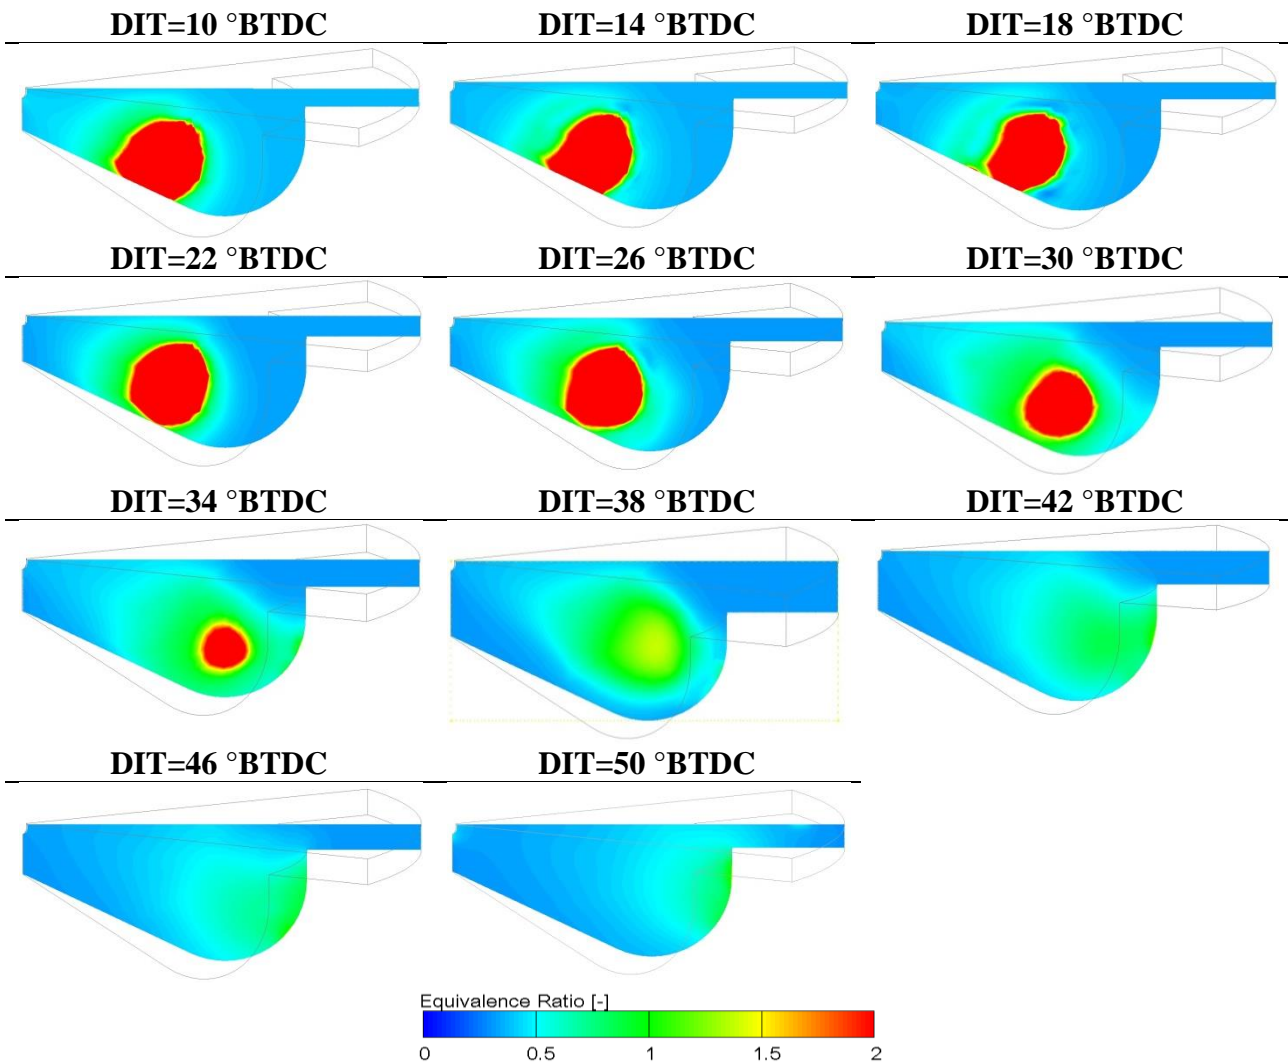 DIT=10 °BTDC DIT=14 °BTDC DIT=18 °BTDC
DIT=22 °BTDC DIT=26 °BTDC DIT=30 °BTDC
DIT=34 °BTDC DIT=38 °BTDC DIT=42 °BTDC
DIT=46 °BTDC DIT=50 °BTDC
Equivalence Ratio [-]
0 0.5 1 1.5 2